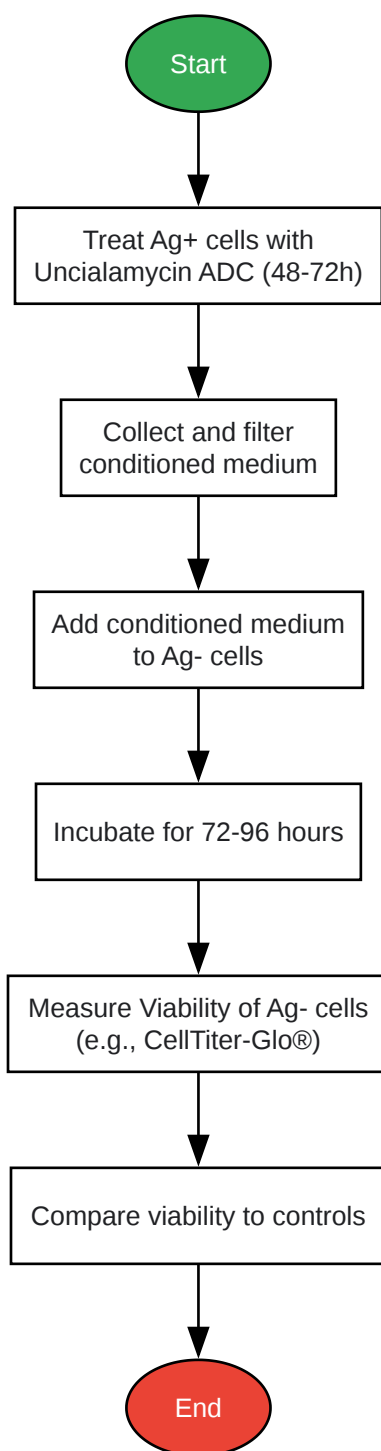 Start
Treat Ag+ cells with
Uncialamycin ADC (48-72h)
Collect and filter
conditioned medium
Add conditioned medium
to Ag- cells
Incubate for 72-96 hours
Measure Viability of Ag- cells
(e.g., CellTiter-Glo®)
Compare viability to controls
End